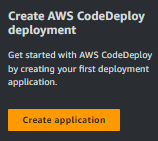 Create AWS CodeDeploy
deployment
Get started with AWS CodeDeploy
by creating your first deployment
application.
Create application